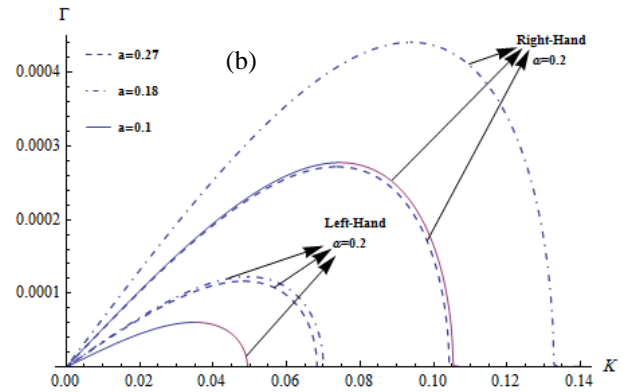 Γ
(b)
a=0.27
a=0.18
a=0.1
Right-Hand
α=0.2
Left-Hand
α=0.2
0.0004
0.0003
0.0002
0.0001
0.00 0.02 0.04 0.06 0.08 0.10 0.12 0.14
K